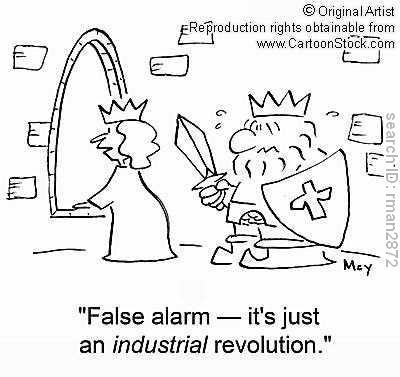 © Original Artist
Reproduction rights obtainable from
www.CartoonStock.com
search ID: rman2872
Mey
"False alarm — it's just
an industrial revolution."